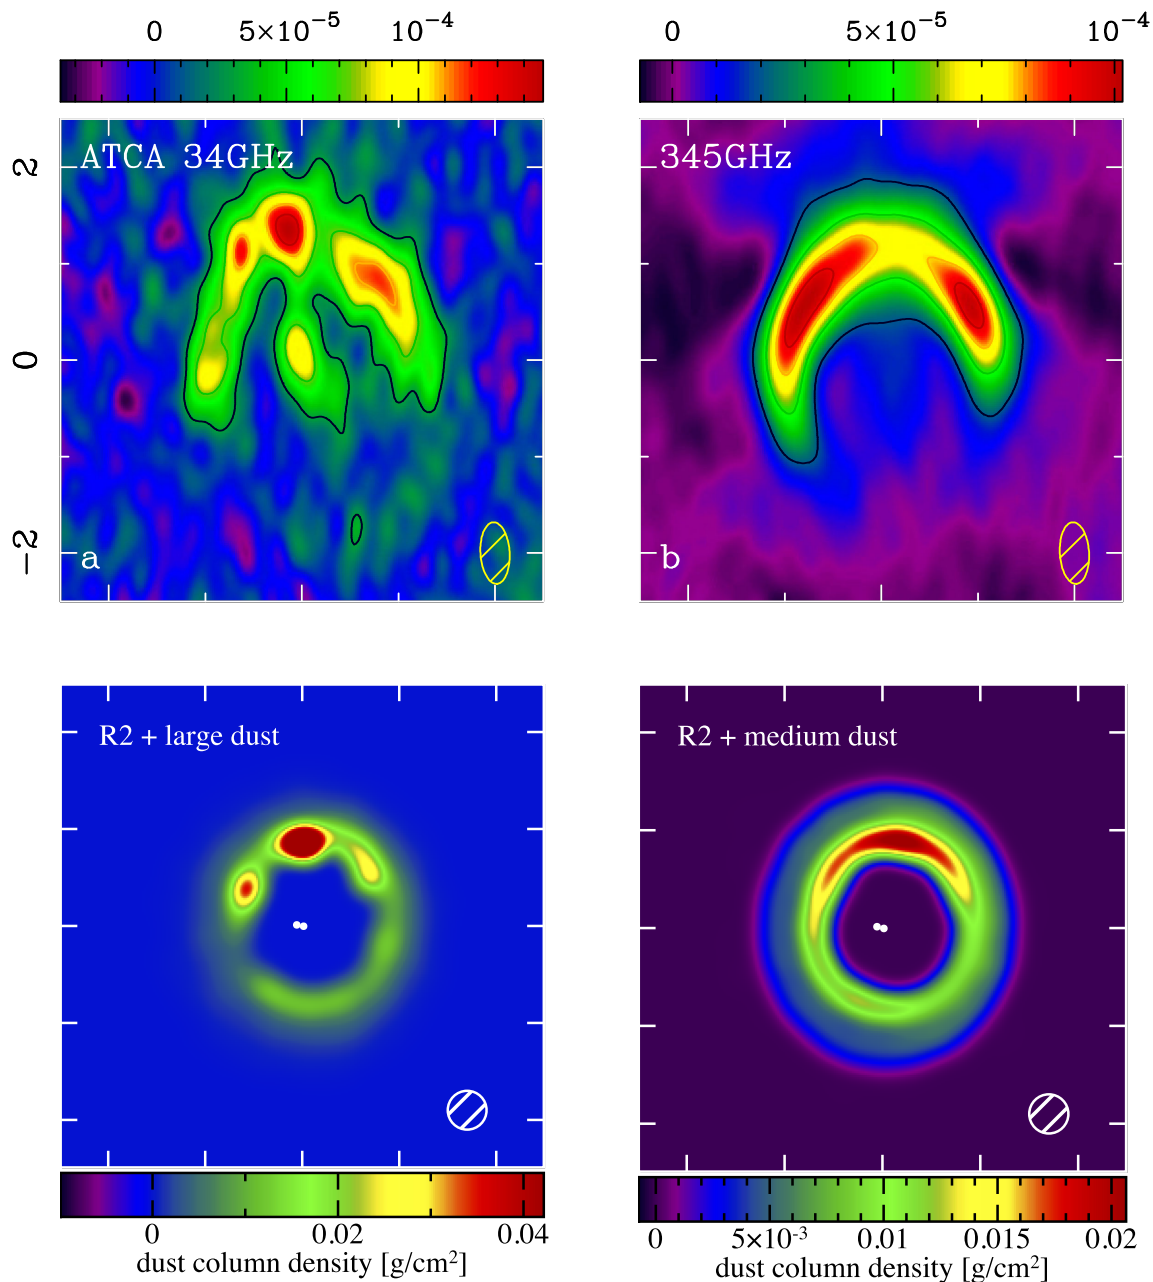 0 5×10⁻⁵ 10⁻⁴
0 5×10⁻⁵ 10⁻⁴
ATCA 34GHz
345GHz
2
0
−2
a
b
R2 + large dust
R2 + medium dust
0 0.02 0.04
dust column density [g/cm²]
0 5×10⁻³ 0.01 0.015 0.02
dust column density [g/cm²]